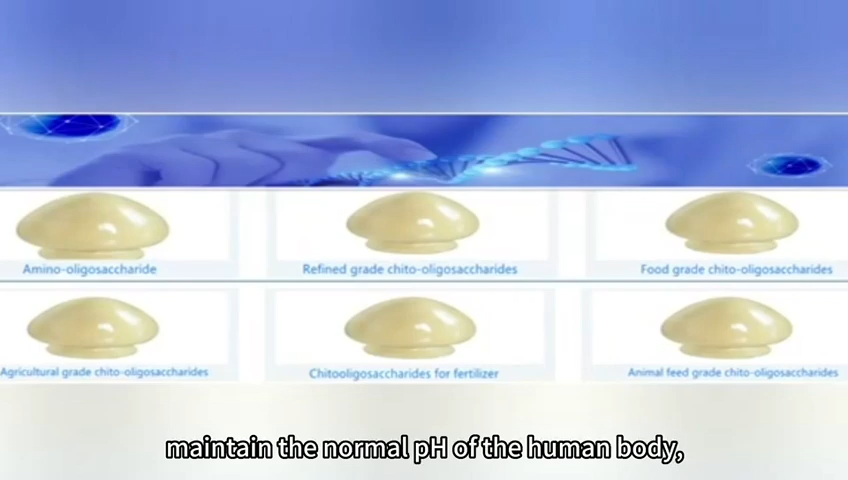 Amino-oligosaccharide
Refined grade chito-oligosaccharides
Food grade chito-oligosaccharides
Agricultural grade chito-oligosaccharides
Chitooligosaccharides for fertilizer
Animal feed grade chito-oligosaccharides
maintain the normal pH of the human body,